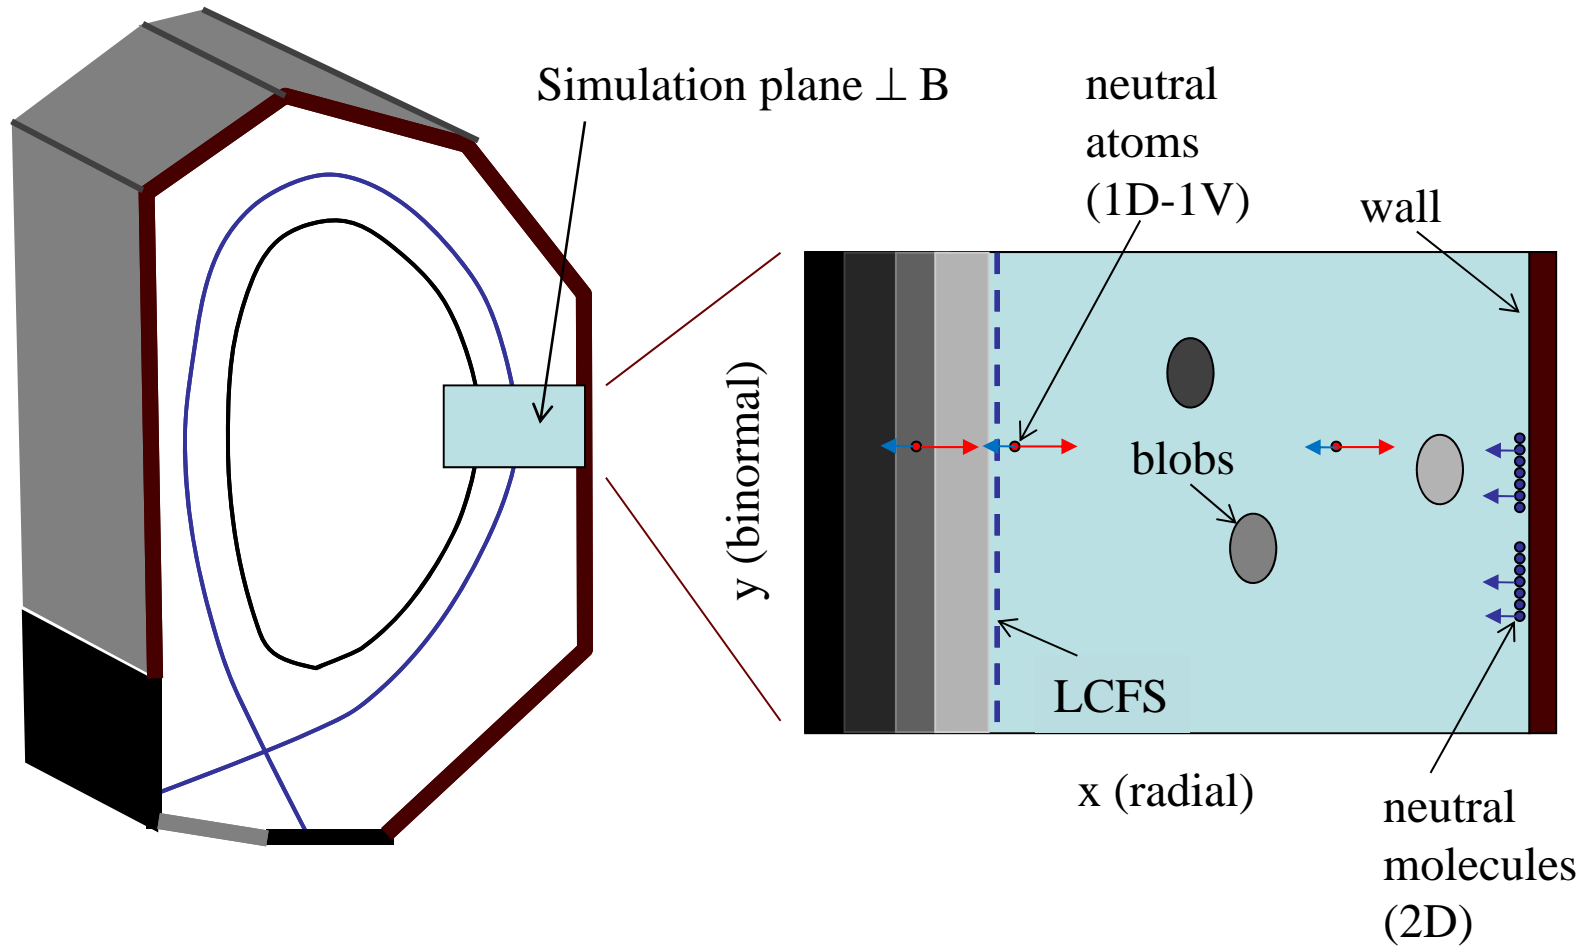 Simulation plane ⊥ B
neutral
atoms
(1D-1V)
wall
y (binormal)
blobs
LCFS
x (radial)
neutral
molecules
(2D)